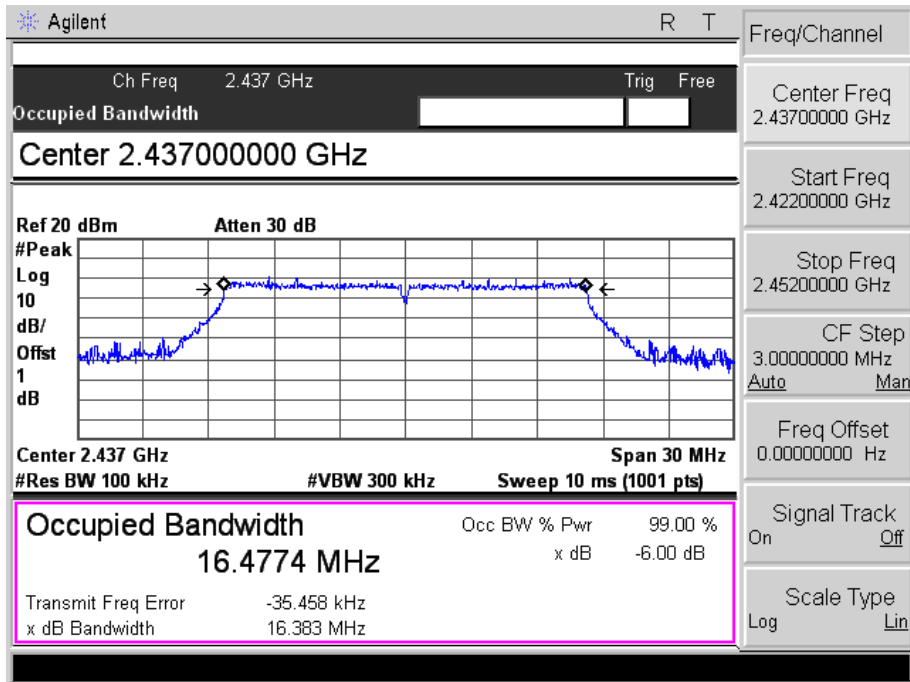 Agilent R T
Ch Freq 2.437 GHz Trig Free
Occupied Bandwidth
Center 2.437000000 GHz
Ref 20 dBm Atten 30 dB
#Peak
Log
10
dB/
Offst
1
dB
Center 2.437 GHz Span 30 MHz
#Res BW 100 kHz #VBW 300 kHz Sweep 10 ms (1001 pts)
Occupied Bandwidth
16.4774 MHz
Occ BW % Pwr 99.00 %
x dB -6.00 dB
Transmit Freq Error -35.458 kHz
x dB Bandwidth 16.383 MHz
Freq/Channel
Center Freq
2.43700000 GHz
Start Freq
2.42200000 GHz
Stop Freq
2.45200000 GHz
CF Step
3.00000000 MHz
Auto Man
Freq Offset
0.00000000 Hz
Signal Track
On Off
Scale Type
Log Lin